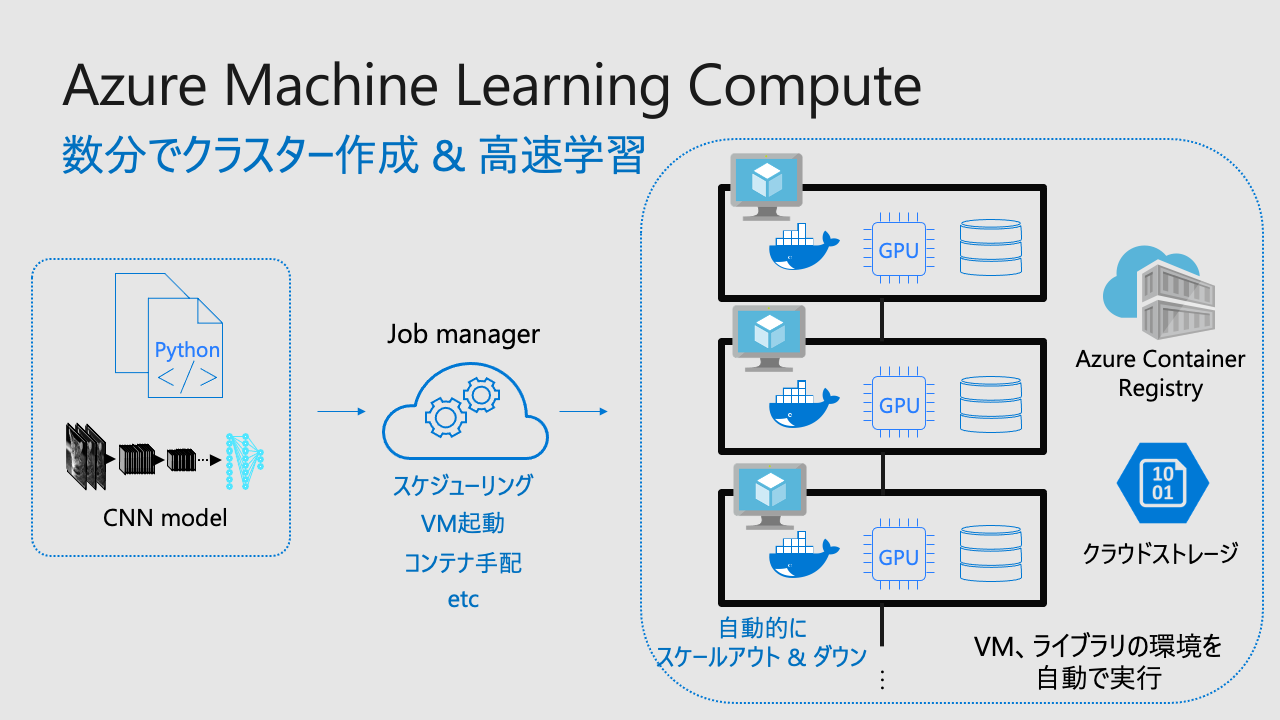 Azure Machine Learning Compute
数分でクラスター作成 & 高速学習
Python
</>
CNN model
Job manager
スケジューリング
VM起動
コンテナ手配
etc
GPU
GPU
GPU
自動的に
スケールアウト & ダウン
⋮
Azure Container
Registry
10
01
クラウドストレージ
VM、ライブラリの環境を
自動で実行